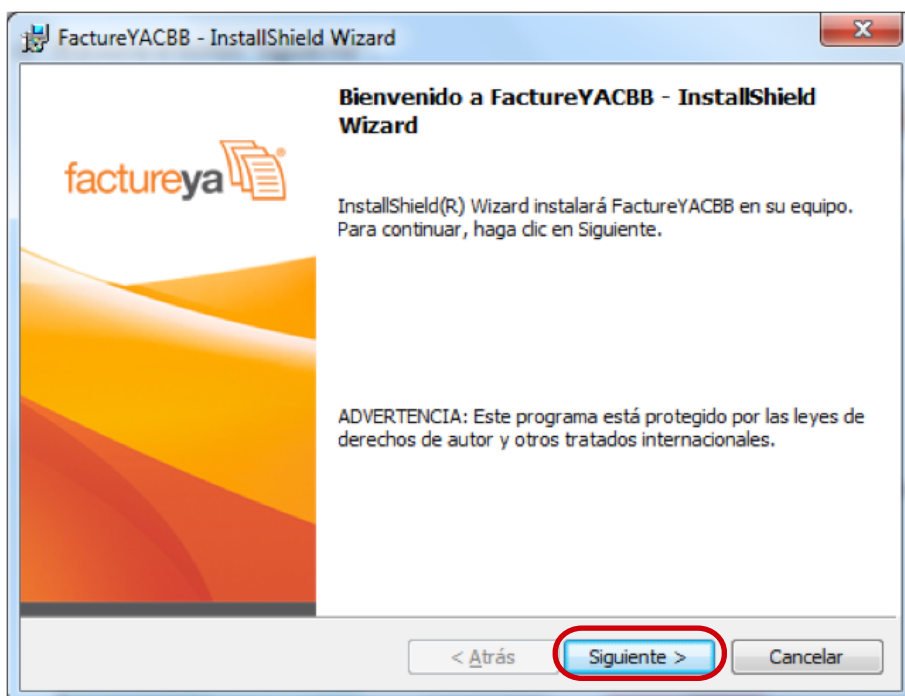 FactureYACBB - InstallShield Wizard
Bienvenido a FactureYACBB - InstallShield
Wizard
factureya
InstallShield(R) Wizard instalará FactureYACBB en su equipo.
Para continuar, haga clic en Siguiente.
ADVERTENCIA: Este programa está protegido por las leyes de
derechos de autor y otros tratados internacionales.
< Atrás
Siguiente >
Cancelar